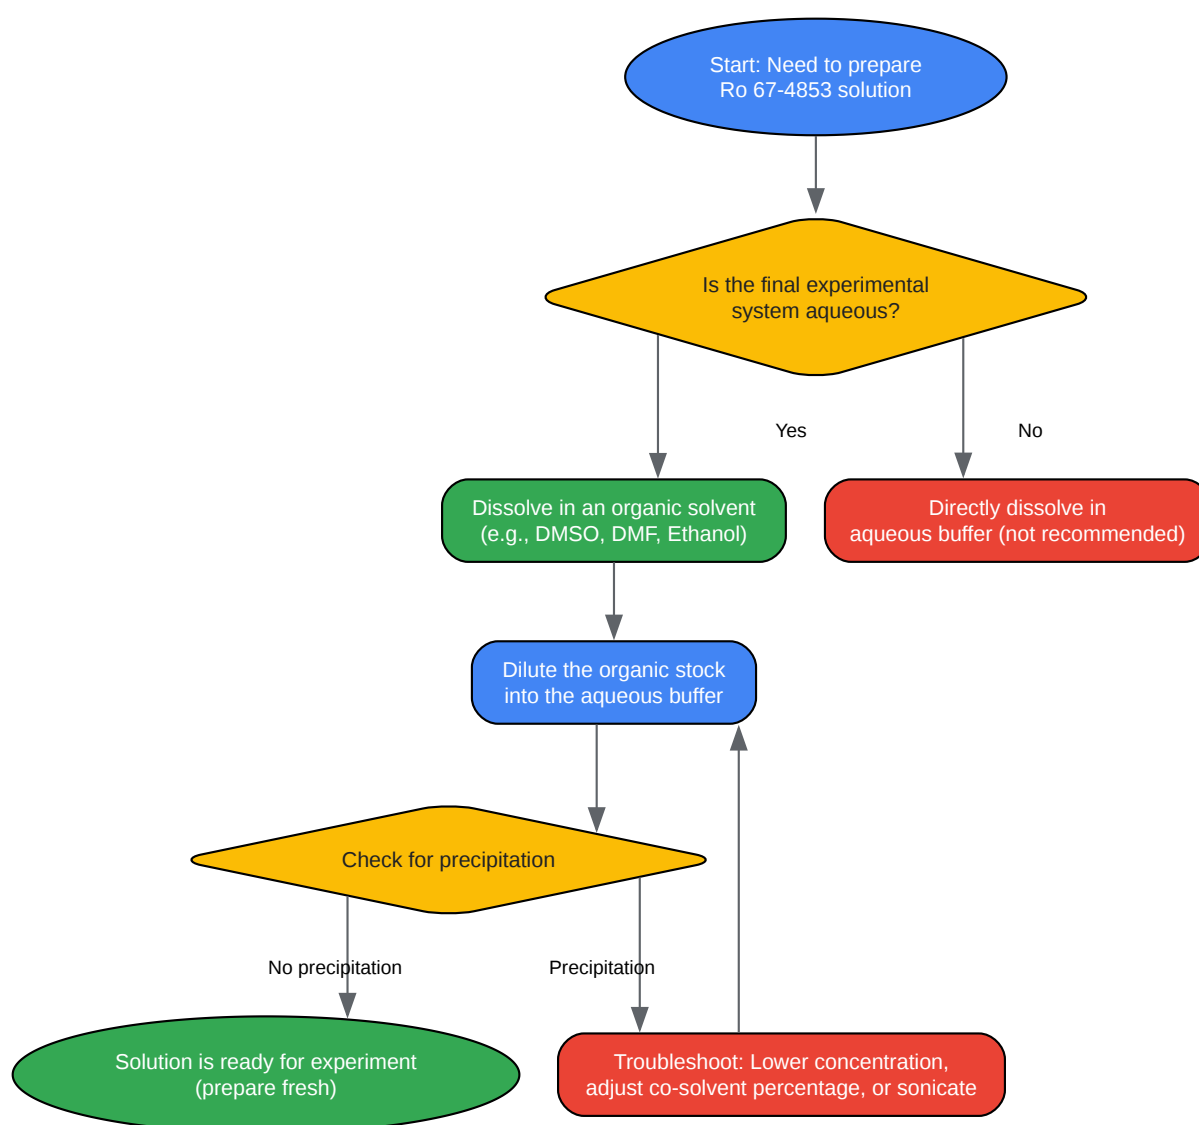 Start: Need to prepare
Ro 67-4853 solution
Is the final experimental
system aqueous?
Yes
No
Dissolve in an organic solvent
(e.g., DMSO, DMF, Ethanol)
Directly dissolve in
aqueous buffer (not recommended)
Dilute the organic stock
into the aqueous buffer
Check for precipitation
No precipitation
Precipitation
Solution is ready for experiment
(prepare fresh)
Troubleshoot: Lower concentration,
adjust co-solvent percentage, or sonicate